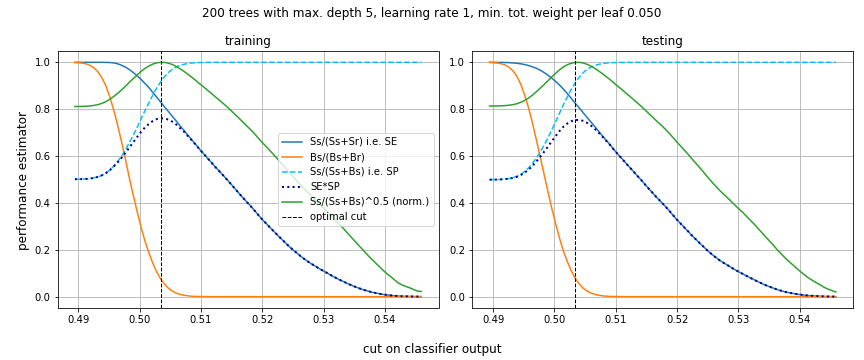 200 trees with max. depth 5, learning rate 1, min. tot. weight per leaf 0.050
training
performance estimator
1.0
0.8
0.6
0.4
0.2
0.0
0.49
0.50
0.51
0.52
0.53
0.54
Ss/(Ss+Sr) i.e. SE
Bs/(Bs+Br)
Ss/(Ss+Bs) i.e. SP
SE*SP
Ss/(Ss+Bs)^0.5 (norm.)
optimal cut
testing
1.0
0.8
0.6
0.4
0.2
0.0
0.49
0.50
0.51
0.52
0.53
0.54
cut on classifier output